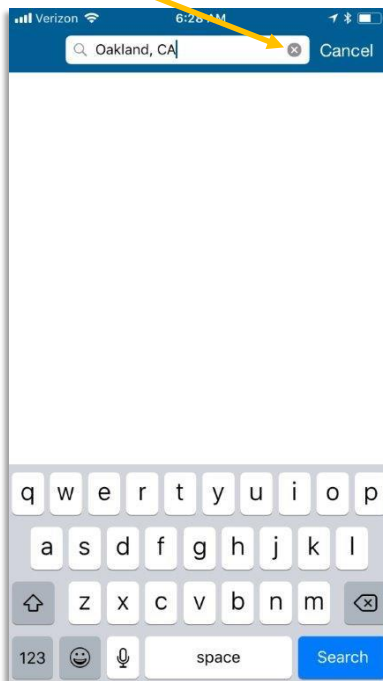 Verizon 6:28 AM
Oakland, CA Cancel
q w e r t y u i o p
a s d f g h j k l
z x c v b n m
123 space Search